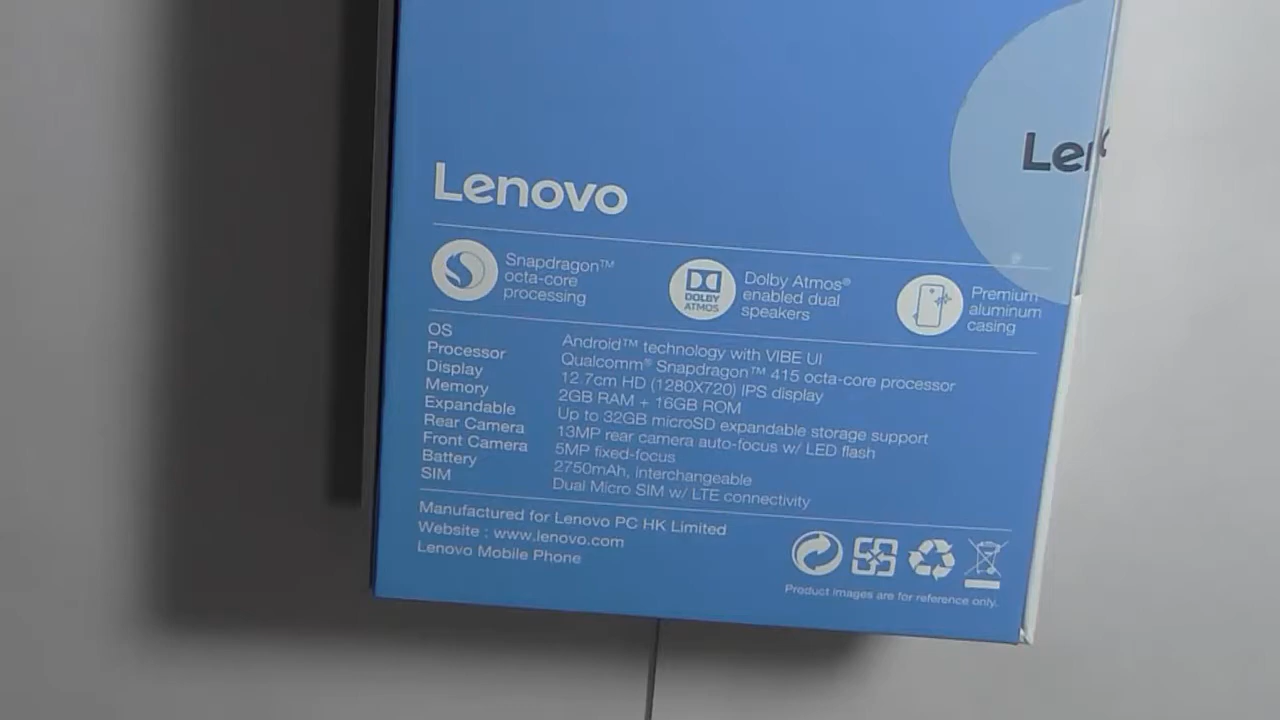 Lenovo
Snapdragon™
octa-core
processing
DOLBY
ATMOS
Dolby Atmos®
enabled dual
speakers
Premium
aluminum
casing
OS Android™ technology with VIBE UI
Processor Qualcomm® Snapdragon™ 415 octa-core processor
Display 12.7cm HD (1280X720) IPS display
Memory 2GB RAM + 16GB ROM
Expandable Up to 32GB microSD expandable storage support
Rear Camera 13MP rear camera auto-focus w/ LED flash
Front Camera 5MP fixed-focus
Battery 2750mAh, interchangeable
SIM Dual Micro SIM w/ LTE connectivity
Manufactured for Lenovo PC HK Limited
Website : www.lenovo.com
Lenovo Mobile Phone
Product images are for reference only.